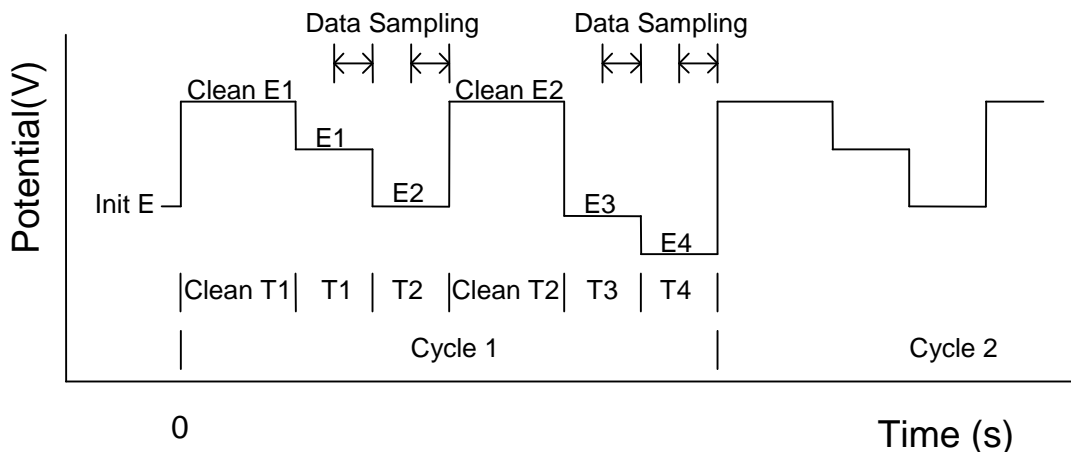 Data Sampling
Data Sampling
Clean E1
Clean E2
E1
E2
Init E
E3
E4
Clean T1
T1
T2
Clean T2
T3
T4
Cycle 1
Cycle 2
Potential(V)
0
Time (s)